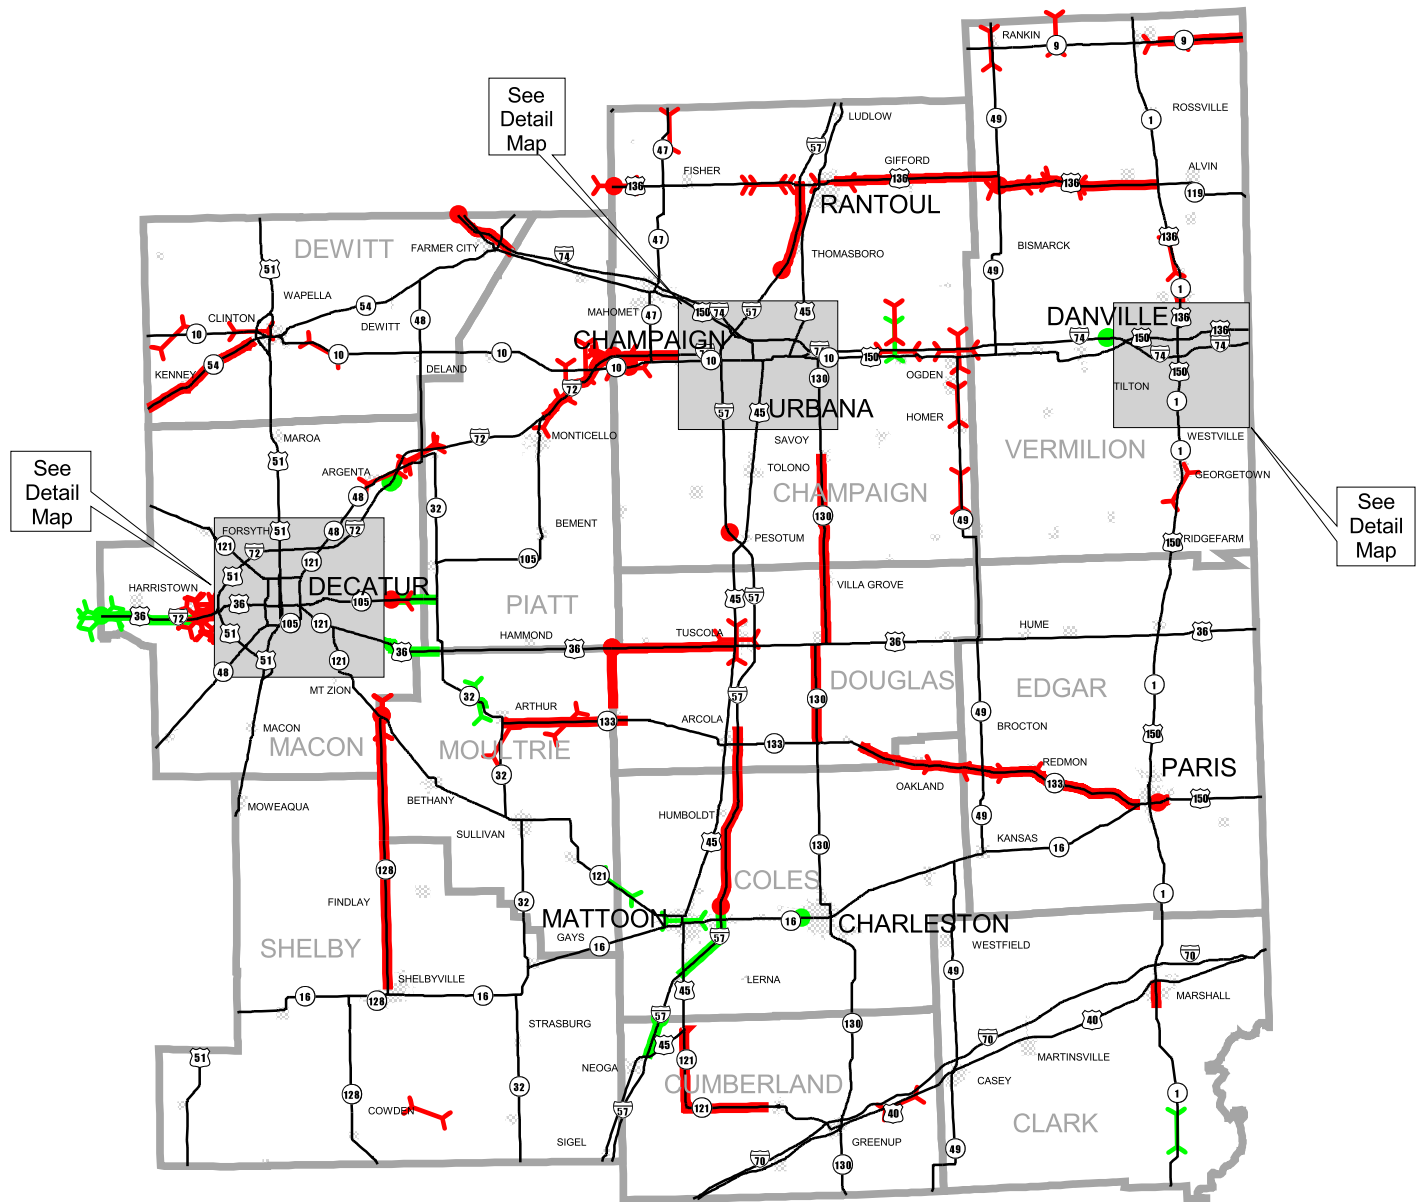 RANKIN
9
9
See
Detail
Map
LUDLOW
49
ROSSVILLE
1
47
57
FISHER
GIFFORD
ALVIN
136
136
136
119
RANTOUL
DEWITT
FARMER CITY
74
47
THOMASBORO
BISMARCK
136
51
49
WAPELLA
54
DEWITT
48
MAHOMET
47
150
74
57
45
1
136
DANVILLE
136
CLINTON
10
10
10
10
CHAMPAIGN
10
10
150
OGDEN
74
150
74
74
KENNEY
54
DELAND
72
10
130
HOMER
TILTON
150
1
57
45
URBANA
MAROA
51
72
MONTICELLO
SAVOY
VERMILION
WESTVILLE
1
See
Detail
Map
ARGENTA
48
TOLONO
CHAMPAIGN
GEORGETOWN
See
Detail
Map
32
FORSYTH
51
48
72
BEMENT
130
49
121
72
121
105
PESOTUM
150
RIDGEFARM
51
HARRISTOWN
DECATUR
VILLA GROVE
36
72
36
105
PIATT
45
57
51
105
121
HAMMOND
TUSCOLA
HUME
36
36
36
36
48
51
121
MT ZION
32
57
130
DOUGLAS
EDGAR
1
ARTHUR
133
ARCOLA
49
BROCTON
MACON
MACON
MOULTRIE
133
150
32
REDMON
PARIS
OAKLAND
133
MOWEAQUA
BETHANY
HUMBOLDT
150
SULLIVAN
45
130
49
KANSAS
16
128
121
COLES
32
1
FINDLAY
MATTOON
16
CHARLESTON
SHELBY
GAYS
16
57
WESTFIELD
70
SHELBYVILLE
LERNA
49
16
128
16
45
MARSHALL
STRASBURG
57
130
40
51
45
70
MARTINSVILLE
NEOGA
121
32
CUMBERLAND
CASEY
128
COWDEN
57
121
40
1
CLARK
SIGEL
GREENUP
49
70
130